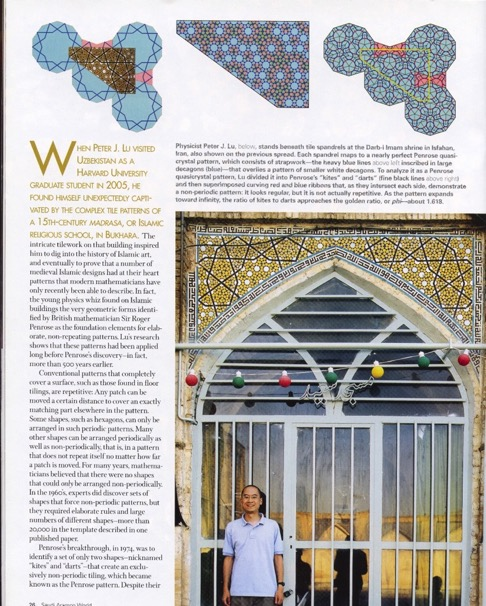 WHEN PETER J. LU VISITED
UZBEKISTAN AS A
HARVARD UNIVERSITY
GRADUATE STUDENT IN 2005, HE
FOUND HIMSELF UNEXPECTEDLY CAPTI-
VATED BY THE COMPLEX TILE PATTERNS OF
A 15TH-CENTURY MADRASA, OR ISLAMIC
RELIGIOUS SCHOOL, IN BUKHARA. The
intricate tilework on that building inspired
him to dig into the history of Islamic art,
and eventually to prove that a number of
medieval Islamic designs had at their heart
patterns that modern mathematicians have
only recently been able to describe. In fact,
the young physics whiz found on Islamic
buildings the very geometric forms identi-
fied by British mathematician Sir Roger
Penrose as the foundation elements for elab-
orate, non-repeating patterns. Lu's research
shows that these patterns had been applied
long before Penrose's discovery—in fact,
more than 500 years earlier.
Conventional patterns that completely
cover a surface, such as those found in floor
tilings, are repetitive: Any patch can be
moved a certain distance to cover an exactly
matching part elsewhere in the pattern.
Some shapes, such as hexagons, can only be
arranged in such periodic patterns. Many
other shapes can be arranged periodically as
well as non-periodically, that is, in a pattern
that does not repeat itself no matter how far
a patch is moved. For many years, mathema-
ticians believed that there were no shapes
that could only be arranged non-periodically.
In the 1960's, experts did discover sets of
shapes that force non-periodic patterns, but
they required elaborate rules and large
numbers of different shapes—more than
20,000 in the template described in one
published paper.
Penrose's breakthrough, in 1974, was to
identify a set of only two shapes—nicknamed
"kites" and "darts"—that create an exclu-
sively non-periodic tiling, which became
known as the Penrose pattern. Despite their
Physicist Peter J. Lu, below, stands beneath tile spandrels at the Darb-i Imam shrine in Isfahan,
Iran, also shown on the previous spread. Each spandrel maps to a nearly perfect Penrose quasi-
crystal pattern, which consists of strapwork—the heavy blue lines above left inscribed in large
decagons (blue)—that overlies a pattern of smaller white decagons. To analyze it as a Penrose
quasicrystal pattern, Lu divided it into Penrose's "kites" and "darts" (fine black lines above right)
and then superimposed curving red and blue ribbons that, as they intersect each side, demonstrate
a non-periodic pattern: It looks regular, but it is not actually repetitive. As the pattern expands
toward infinity, the ratio of kites to darts approaches the golden ratio, or phi—about 1.618.
Saudi Aramco World